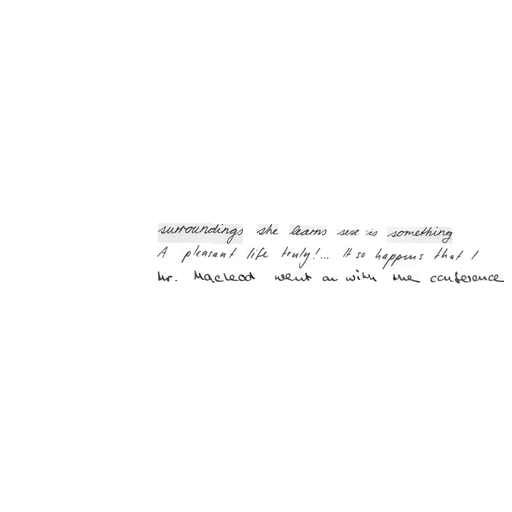 surroundings she learns sex is something
A pleasant life truly!... It so happens that I
Mr. Macleod went on with the conference